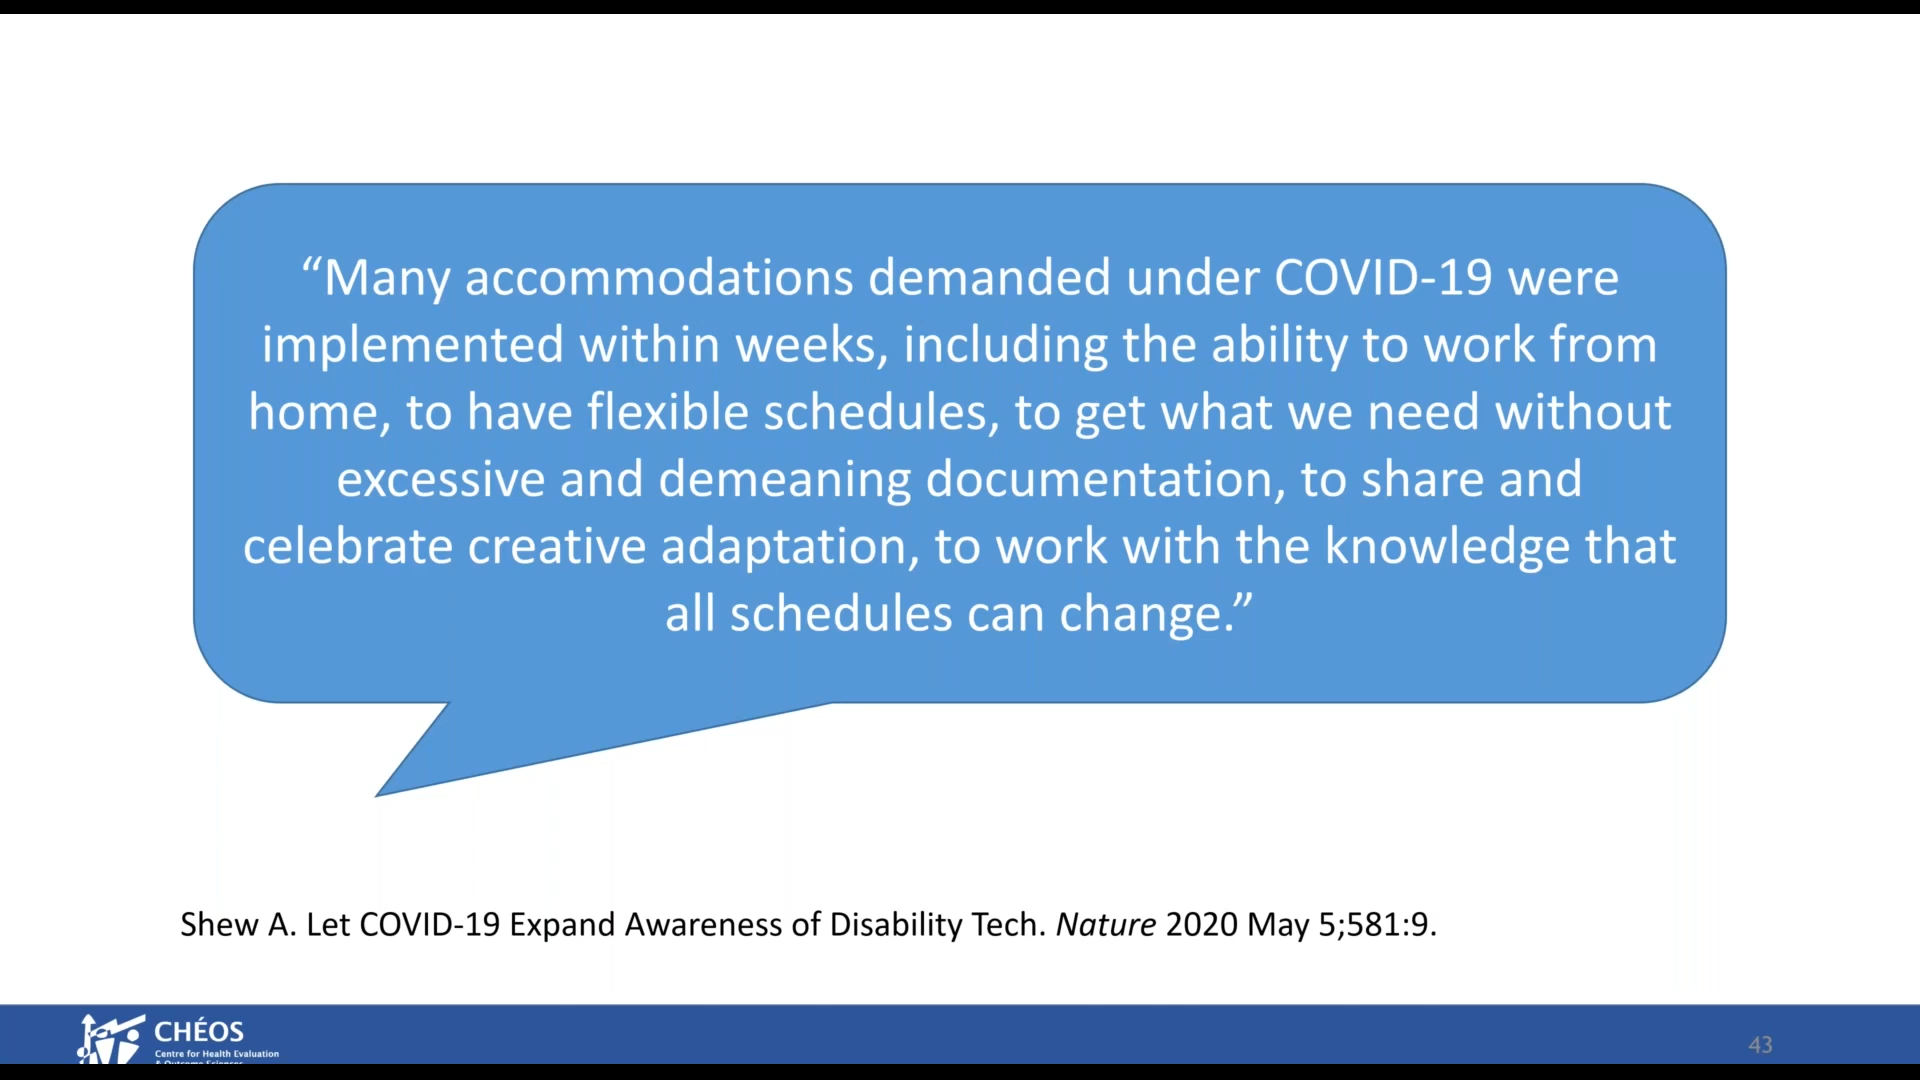 “Many accommodations demanded under COVID-19 were
implemented within weeks, including the ability to work from
home, to have flexible schedules, to get what we need without
excessive and demeaning documentation, to share and
celebrate creative adaptation, to work with the knowledge that
all schedules can change.”
Shew A. Let COVID-19 Expand Awareness of Disability Tech. Nature 2020 May 5;581:9.
CHÉOS
Centre for Health Evaluation
& Outcome Sciences
43